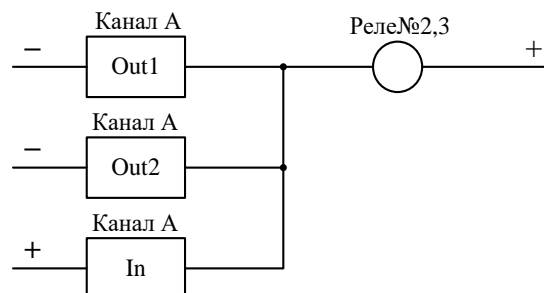 Канал А
Реле№2,3
−
Out1
+
Канал А
−
Out2
Канал А
+
In